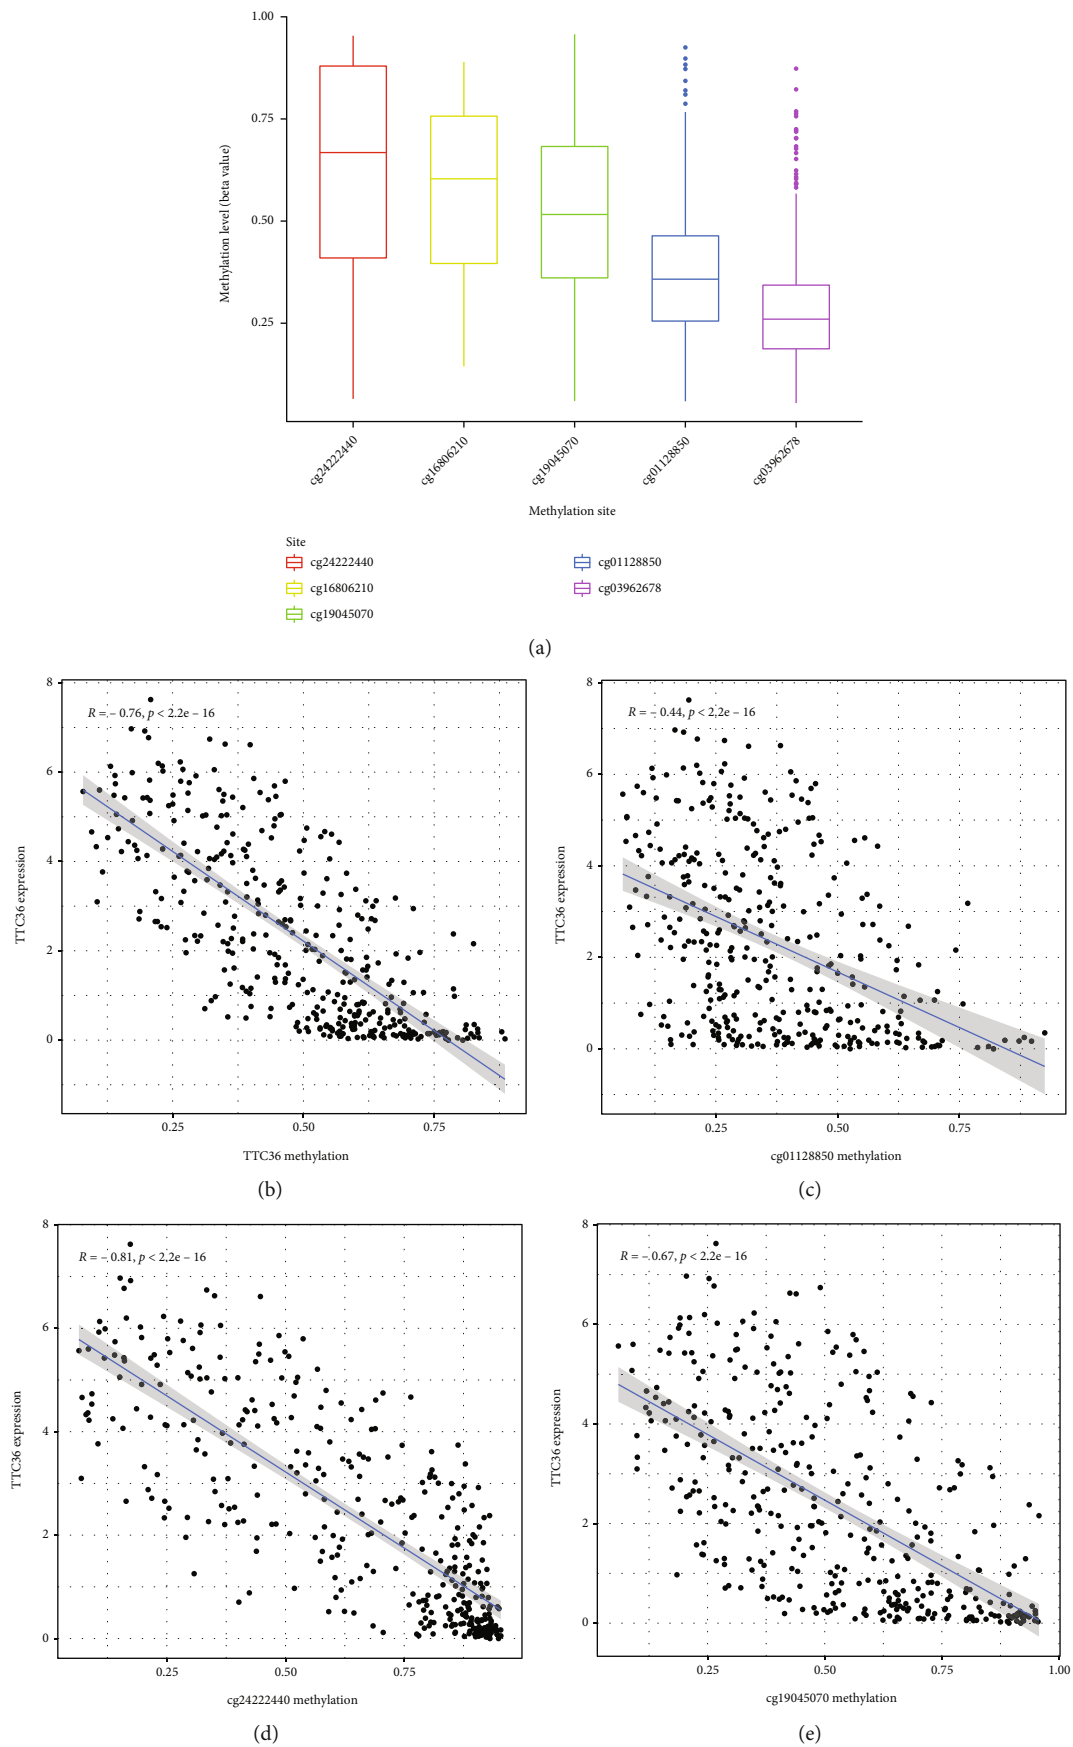 1.00
0.75
0.50
0.25
Methylation level (beta value)
cg24222440
cg16806210
cg19045070
cg01128850
cg03962678
Methylation site
Site
cg24222440
cg16806210
cg19045070
cg01128850
cg03962678
(a)
8
6
4
2
0
TTC36 expression
R = – 0.76, p < 2.2e – 16
0.25
0.50
0.75
TTC36 methylation
(b)
8
6
4
2
0
TTC36 expression
R = – 0.44, p < 2.2e – 16
0.25
0.50
0.75
cg01128850 methylation
(c)
8
6
4
2
0
TTC36 expression
R = – 0.81, p < 2.2e – 16
0.25
0.50
0.75
cg24222440 methylation
(d)
8
6
4
2
0
TTC36 expression
R = – 0.67, p < 2.2e – 16
0.25
0.50
0.75
1.00
cg19045070 methylation
(e)